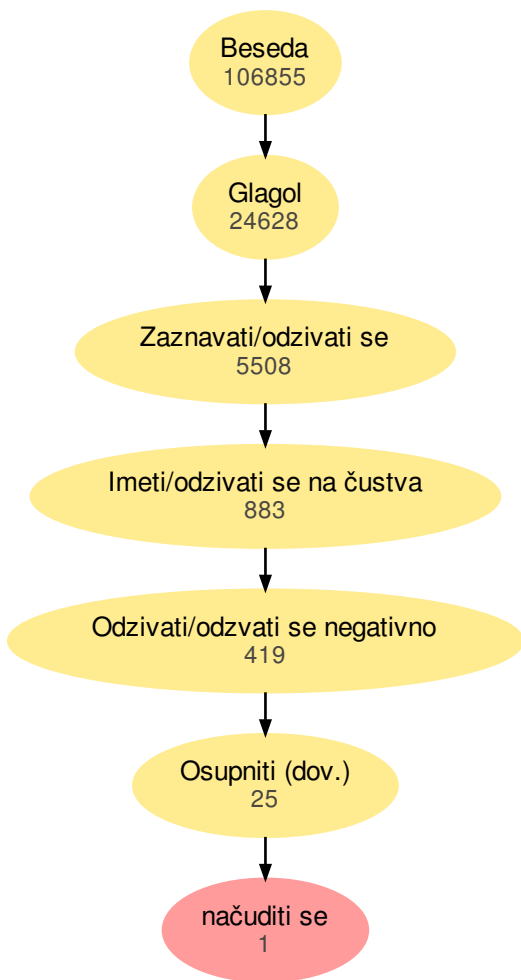 Beseda
106855
Glagol
24628
Zaznavati/odzivati se
5508
Imeti/odzivati se na čustva
883
Odzivati/odzvati se negativno
419
Osupniti (dov.)
25
načuditi se
1